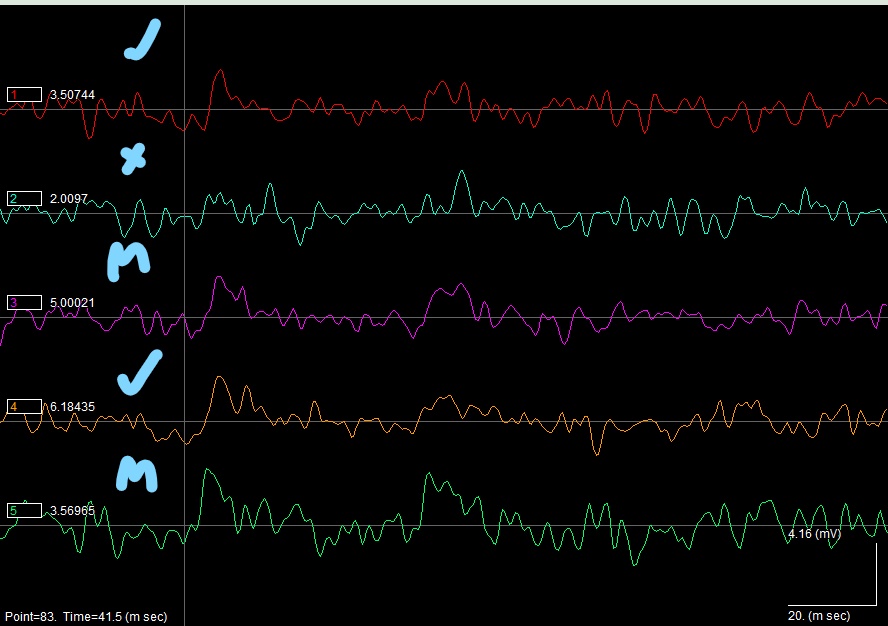 ✓
1 3.50744
x
2 2.0097
M
3 5.00021
✓
4 6.18435
M
5 3.56965
4.16 (mV)
20. (m sec)
Point=83. Time=41.5 (m sec)